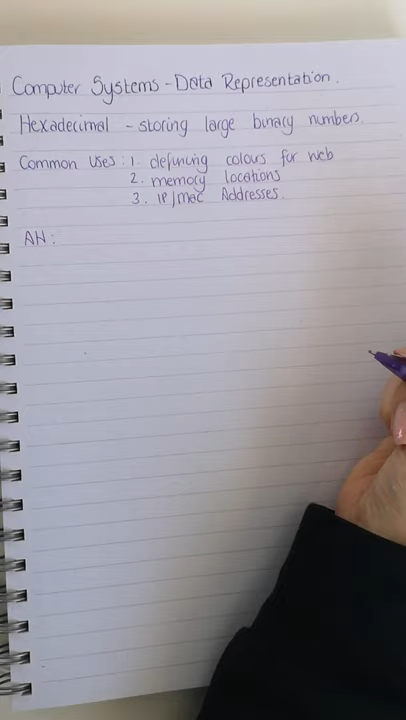 Computer Systems - Data Representation.
Hexadecimal - storing large binary numbers.
Common Uses: 1. defining colours for web
2. memory locations
3. IP/Mac Addresses.
AH: